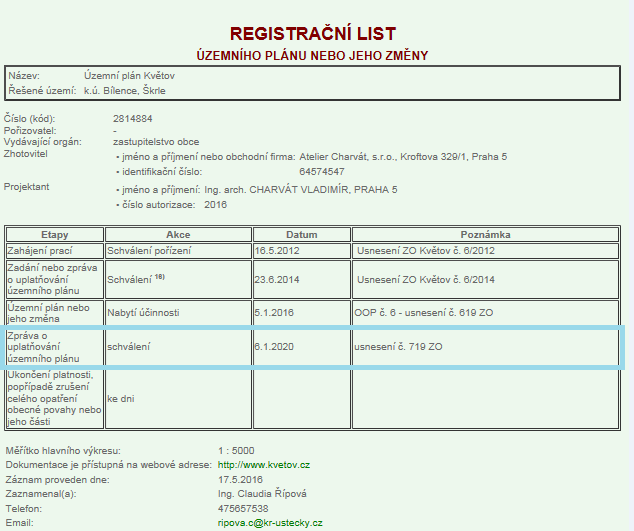 REGISTRAČNÍ LIST
ÚZEMNÍHO PLÁNU NEBO JEHO ZMĚNY
Název: Územní plán Květov
Řešené území: k.ú. Bílence, Škrle
Číslo (kód): 2814884
Pořizovatel: -
Vydávající orgán: zastupitelstvo obce
Zhotovitel • jméno a příjmení nebo obchodní firma: Atelier Charvát, s.r.o., Kroftova 329/1, Praha 5
• identifikační číslo: 64574547
Projektant • jméno a příjmení: Ing. arch. CHARVÁT VLADIMÍR, PRAHA 5
• číslo autorizace: 2016
Etapy Akce Datum Poznámka
Zahájení prací Schválení pořízení 16.5.2012 Usnesení ZO Květov č. 6/2012
Zadání nebo zpráva
o uplatňování
územního plánu
Schválení 16) 23.6.2014 Usnesení ZO Květov č. 6/2014
Územní plán nebo
jeho změna
Nabytí účinnosti 5.1.2016 OOP č. 6 - usnesení č. 619 ZO
Zpráva o
uplatňování
územního plánu
schválení 6.1.2020 usnesení č. 719 ZO
Ukončení platnosti,
popřípadě zrušení
celého opatření
obecné povahy nebo
jeho části
ke dni
Měřítko hlavního výkresu: 1 : 5000
Dokumentace je přístupná na webové adrese: http://www.kvetov.cz
Záznam proveden dne: 17.5.2016
Zaznamenal(a): Ing. Claudia Řípová
Telefon: 475657538
Email: ripova.c@kr-ustecky.cz